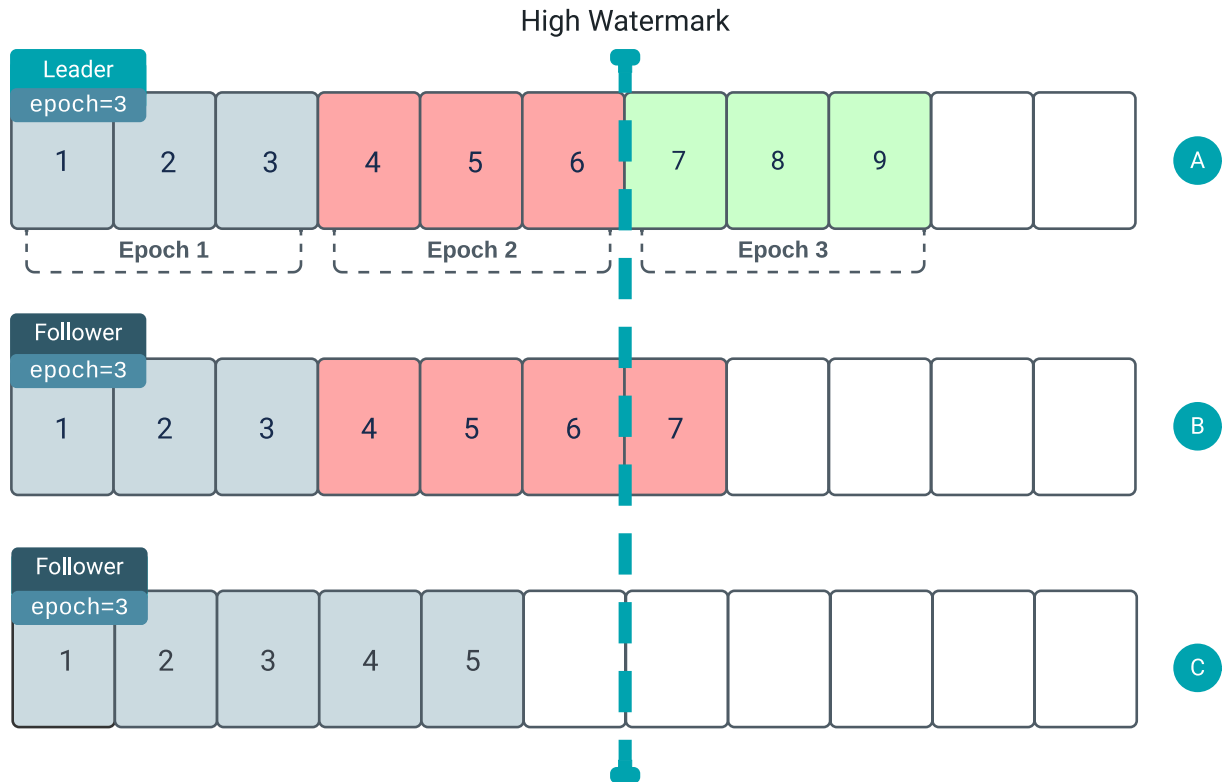 High Watermark
Leader
epoch=3
1 2 3 4 5 6 7 8 9
A
Epoch 1 Epoch 2 Epoch 3
Follower
epoch=3
1 2 3 4 5 6 7
B
Follower
epoch=3
1 2 3 4 5
C